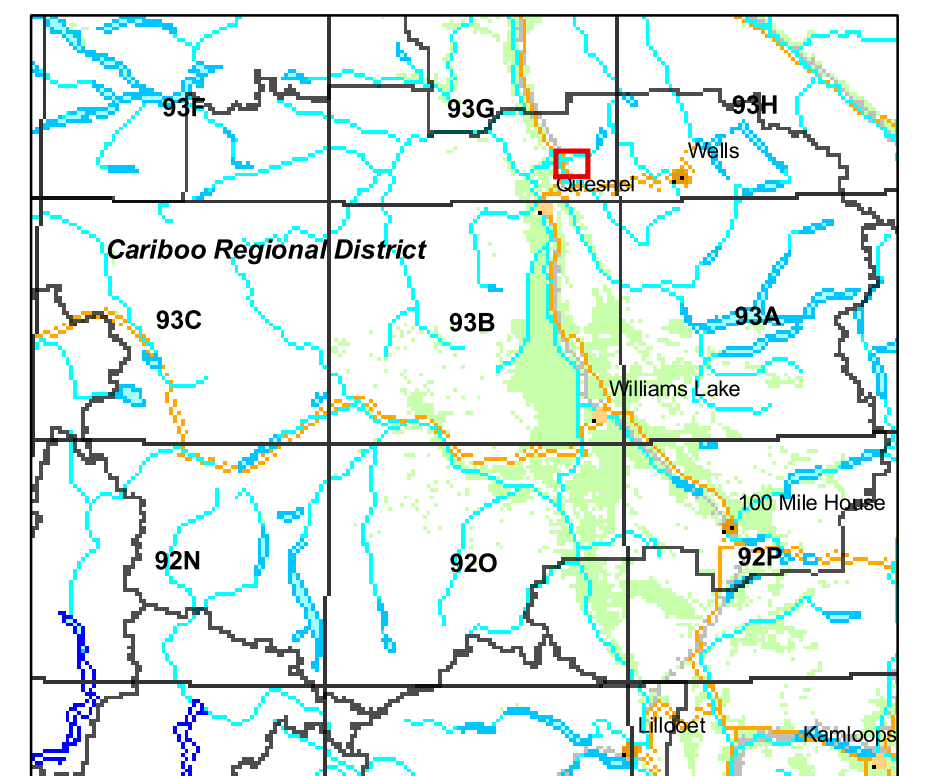 93F
93G
93H
Wells
Quesnel
Cariboo Regional District
93C
93B
93A
Williams Lake
100 Mile House
92N
92O
92P
Lillooet
Kamloops